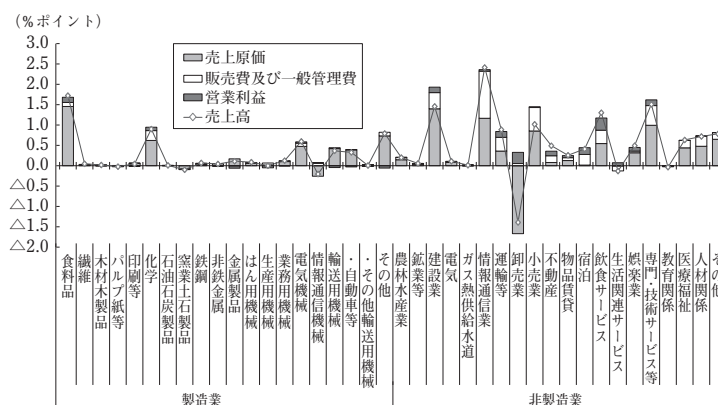 (%ポイント)
3.0
2.5
2.0
1.5
1.0
0.5
0.0
△0.5
△1.0
△1.5
△2.0
売上原価
販売費及び一般管理費
営業利益
売上高
食料品
繊維
木材木製品
パルプ紙等
印刷等
化学
石油石炭製品
窯業土石製品
鉄鋼
非鉄金属
金属製品
はん用機械
生産用機械
業務用機械
電気機械
情報通信機械
輸送用機械
・自動車等
・その他輸送用機械
その他
農林水産業
鉱業等
建設業
電気
ガス熱供給水道
情報通信業
運輸等
卸売業
小売業
不動産
物品賃貸
宿泊
飲食サービス
生活関連サービス
娯楽業
専門・技術サービス等
教育関係
医療福祉
人材関係
その他
製造業
非製造業